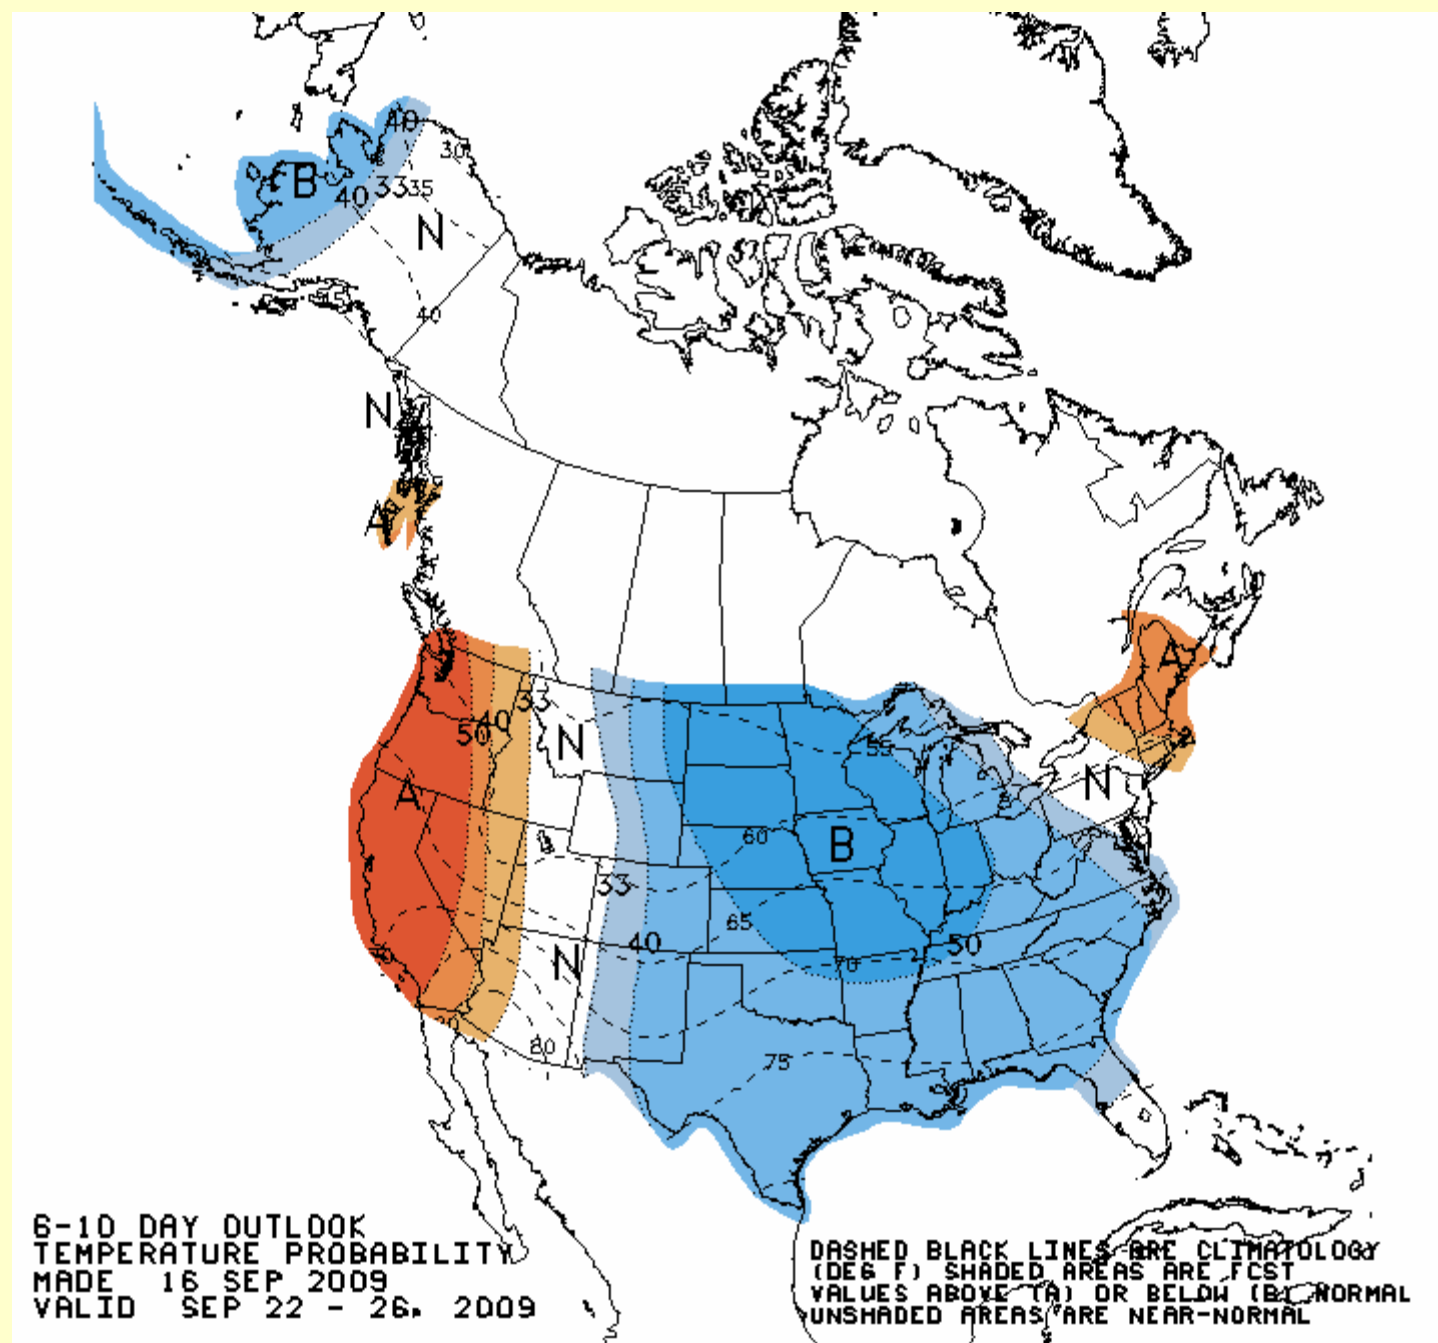 40
30
B
40
33
35
N
40
N
A
A
33
40
50
N
55
N
A
60
B
33
65
40
50
70
N
75
80
6-10 DAY OUTLOOK
TEMPERATURE PROBABILITY
MADE 16 SEP 2009
VALID SEP 22 - 26, 2009
DASHED BLACK LINES ARE CLIMATOLOGY
(DEG F) SHADED AREAS ARE FCST
VALUES ABOVE (A) OR BELOW (B) NORMAL
UNSHADED AREAS ARE NEAR-NORMAL